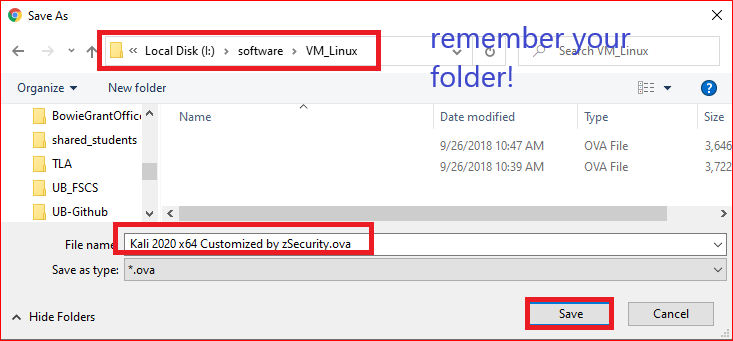 Save As
Local Disk (I:) > software > VM_Linux
remember your
folder!
Search VM_Linux
Organize
New folder
Name
Date modified
Type
Size
BowieGrantOffice
shared_students
TLA
UB_FSCS
UB-Github
9/26/2018 10:47 AM
OVA File
3,646
9/26/2018 10:39 AM
OVA File
3,722
File name
Kali 2020 x64 Customized by zSecurity.ova
Save as type:
*.ova
Hide Folders
Save
Cancel